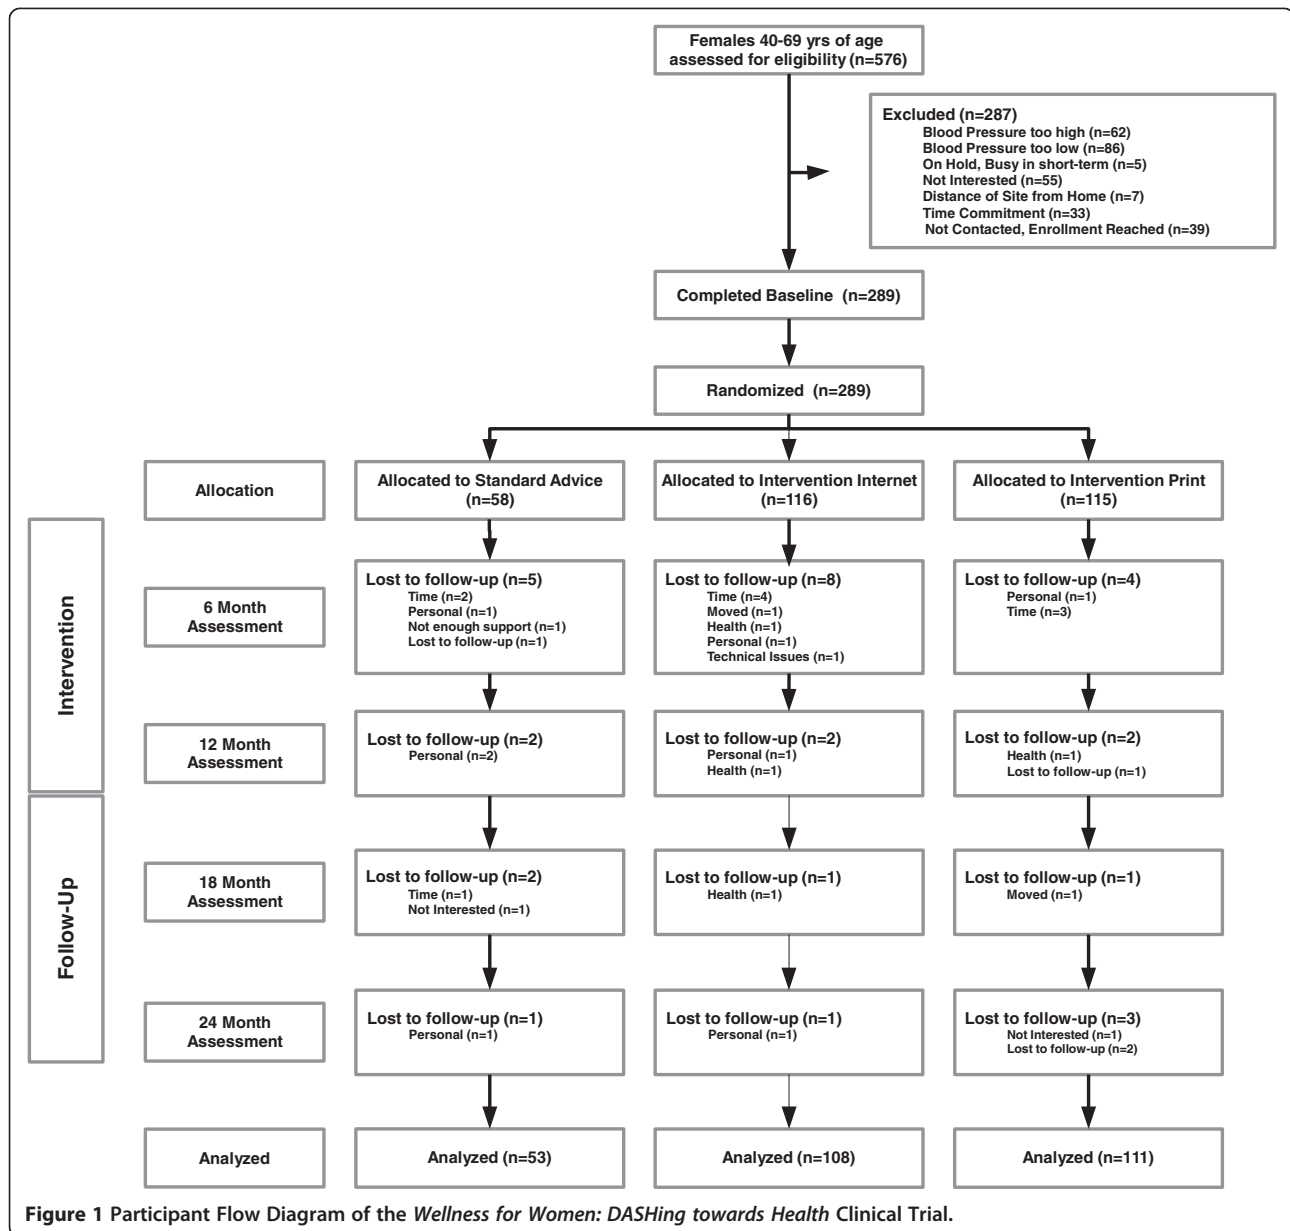 Females 40-69 yrs of age
assessed for eligibility (n=576)
Excluded (n=287)
Blood Pressure too high (n=62)
Blood Pressure too low (n=86)
On Hold, Busy in short-term (n=5)
Not Interested (n=55)
Distance of Site from Home (n=7)
Time Commitment (n=33)
Not Contacted, Enrollment Reached (n=39)
Completed Baseline (n=289)
Randomized (n=289)
Allocation
Allocated to Standard Advice
(n=58)
Allocated to Intervention Internet
(n=116)
Allocated to Intervention Print
(n=115)
Intervention
6 Month
Assessment
Lost to follow-up (n=5)
Time (n=2)
Personal (n=1)
Not enough support (n=1)
Lost to follow-up (n=1)
Lost to follow-up (n=8)
Time (n=4)
Moved (n=1)
Health (n=1)
Personal (n=1)
Technical Issues (n=1)
Lost to follow-up (n=4)
Personal (n=1)
Time (n=3)
12 Month
Assessment
Lost to follow-up (n=2)
Personal (n=2)
Lost to follow-up (n=2)
Personal (n=1)
Health (n=1)
Lost to follow-up (n=2)
Health (n=1)
Lost to follow-up (n=1)
Follow-Up
18 Month
Assessment
Lost to follow-up (n=2)
Time (n=1)
Not Interested (n=1)
Lost to follow-up (n=1)
Health (n=1)
Lost to follow-up (n=1)
Moved (n=1)
24 Month
Assessment
Lost to follow-up (n=1)
Personal (n=1)
Lost to follow-up (n=1)
Personal (n=1)
Lost to follow-up (n=3)
Not Interested (n=1)
Lost to follow-up (n=2)
Analyzed
Analyzed (n=53)
Analyzed (n=108)
Analyzed (n=111)
Figure 1 Participant Flow Diagram of the Wellness for Women: DASHing towards Health Clinical Trial.